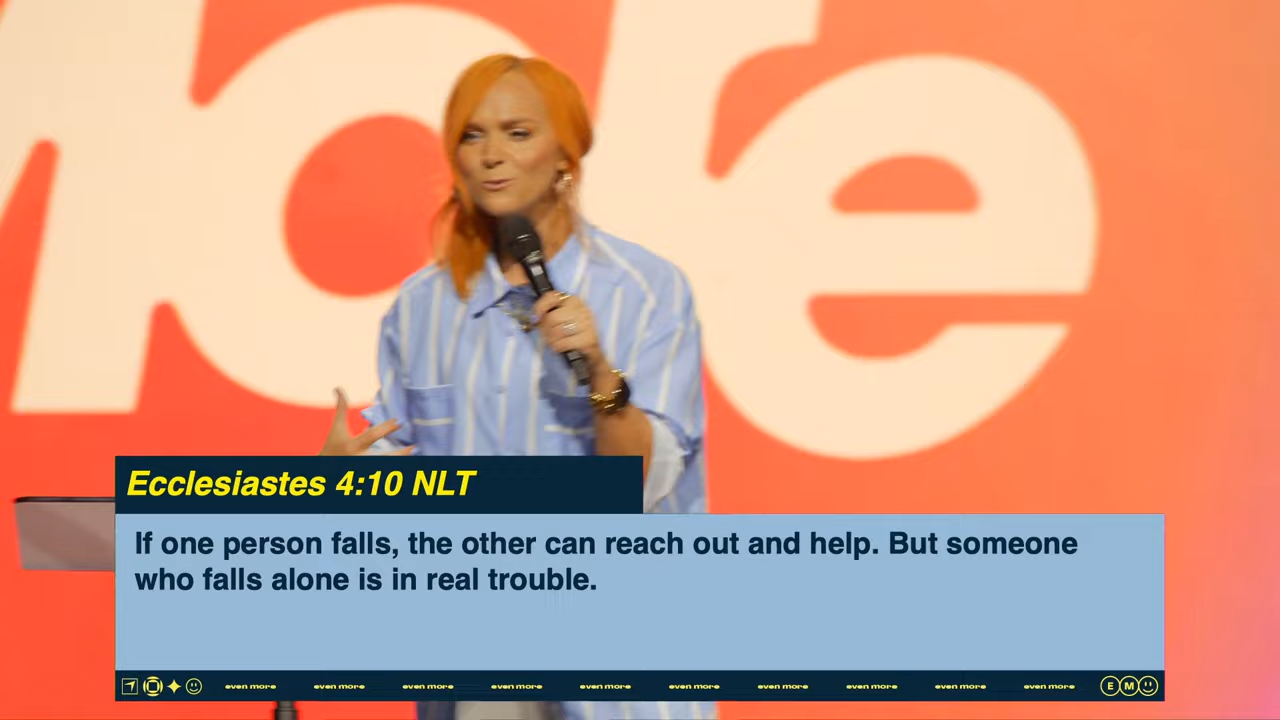 More
Ecclesiastes 4:10 NLT
If one person falls, the other can reach out and help. But someone
who falls alone is in real trouble.
even more even more even more even more even more even more even more even more even more even more
E M